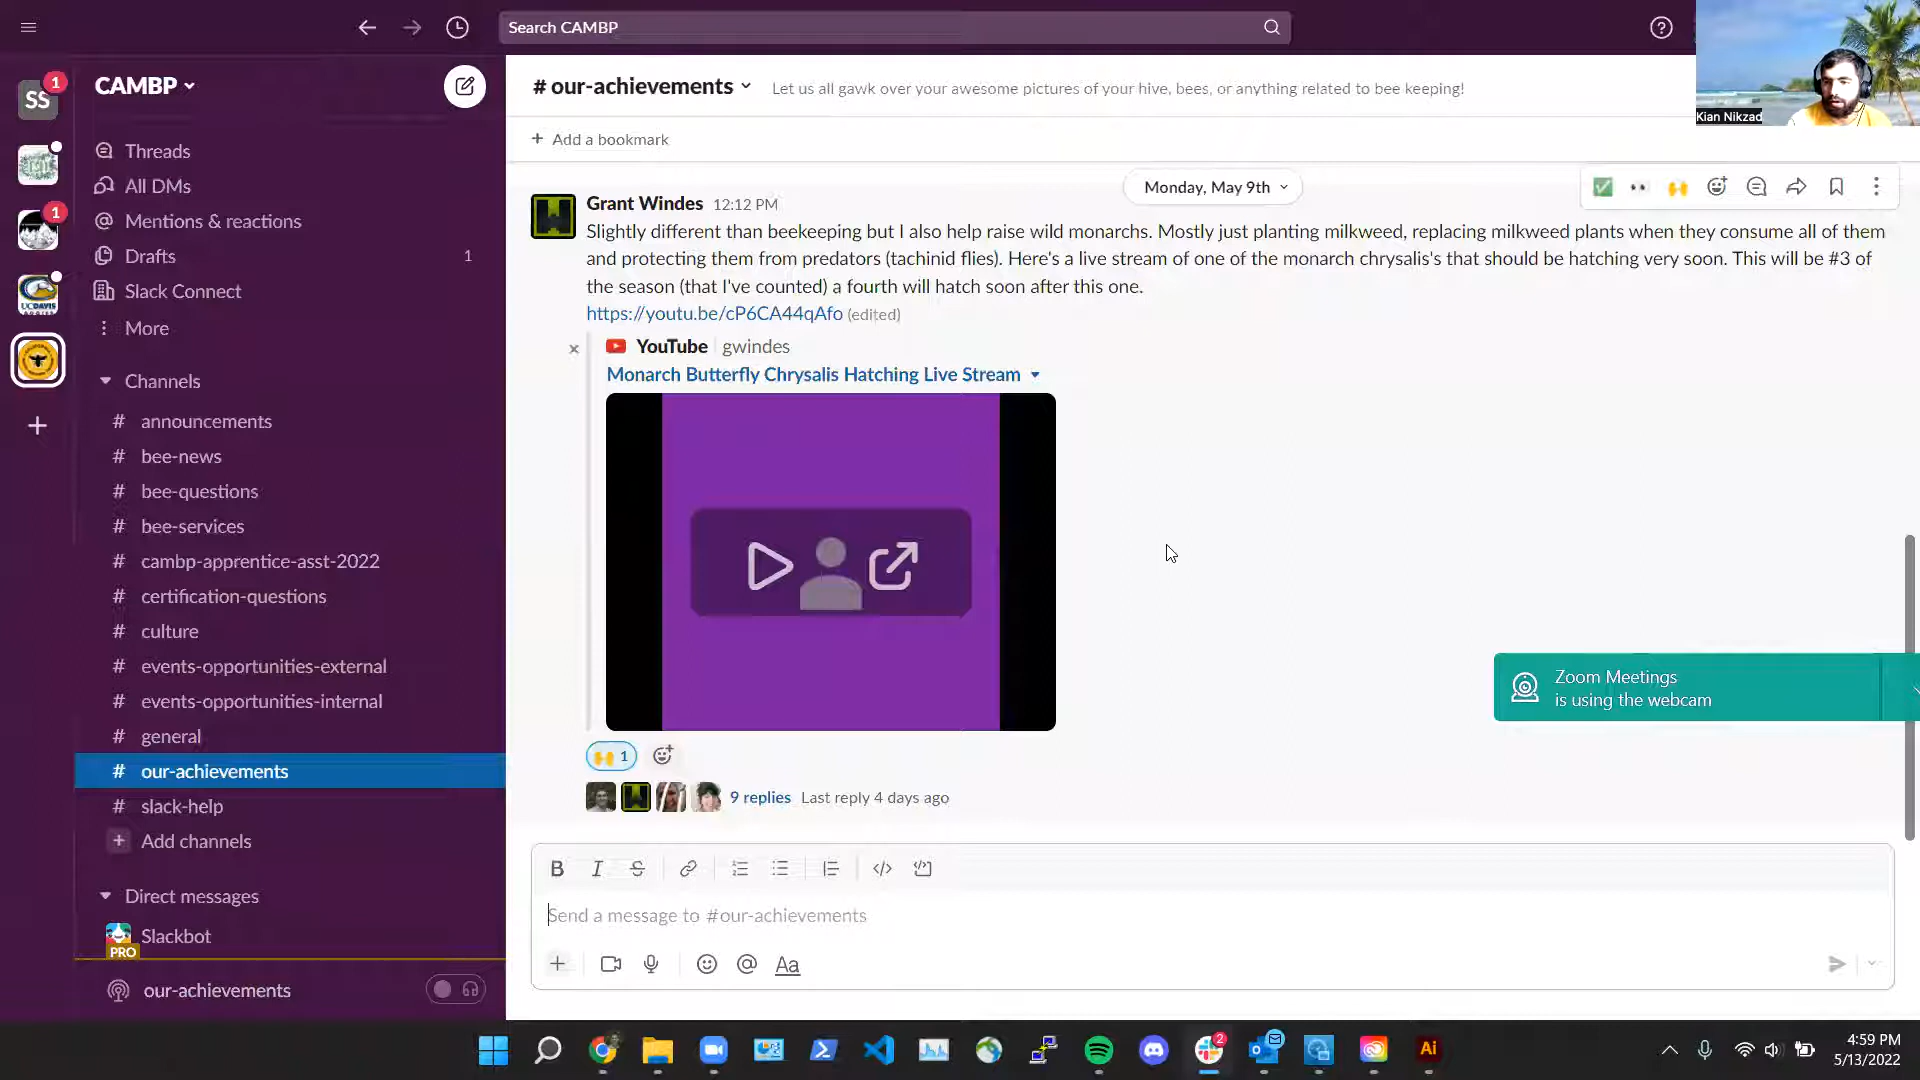 Search CAMBP
Kian Nikzad
1
SS
1
UCDAVIS
CAMBP
Threads
All DMs
Mentions & reactions
Drafts 1
Slack Connect
More
Channels
# announcements
# bee-news
# bee-questions
# bee-services
# cambp-apprentice-asst-2022
# certification-questions
# culture
# events-opportunities-external
# events-opportunities-internal
# general
# our-achievements
# slack-help
+ Add channels
Direct messages
Slackbot
PRO
our-achievements
# our-achievements
Let us all gawk over your awesome pictures of your hive, bees, or anything related to bee keeping!
+ Add a bookmark
Monday, May 9th
Grant Windes 12:12 PM
Slightly different than beekeeping but I also help raise wild monarchs. Mostly just planting milkweed, replacing milkweed plants when they consume all of them
and protecting them from predators (tachinid flies). Here's a live stream of one of the monarch chrysalis's that should be hatching very soon. This will be #3 of
the season (that I've counted) a fourth will hatch soon after this one.
https://youtu.be/cP6CA44qAfo (edited)
YouTube gwindes
Monarch Butterfly Chrysalis Hatching Live Stream
1
9 replies Last reply 4 days ago
Zoom Meetings
is using the webcam
B I S
Send a message to #our-achievements
+ @ Aa
2
Ai
4:59 PM
5/13/2022